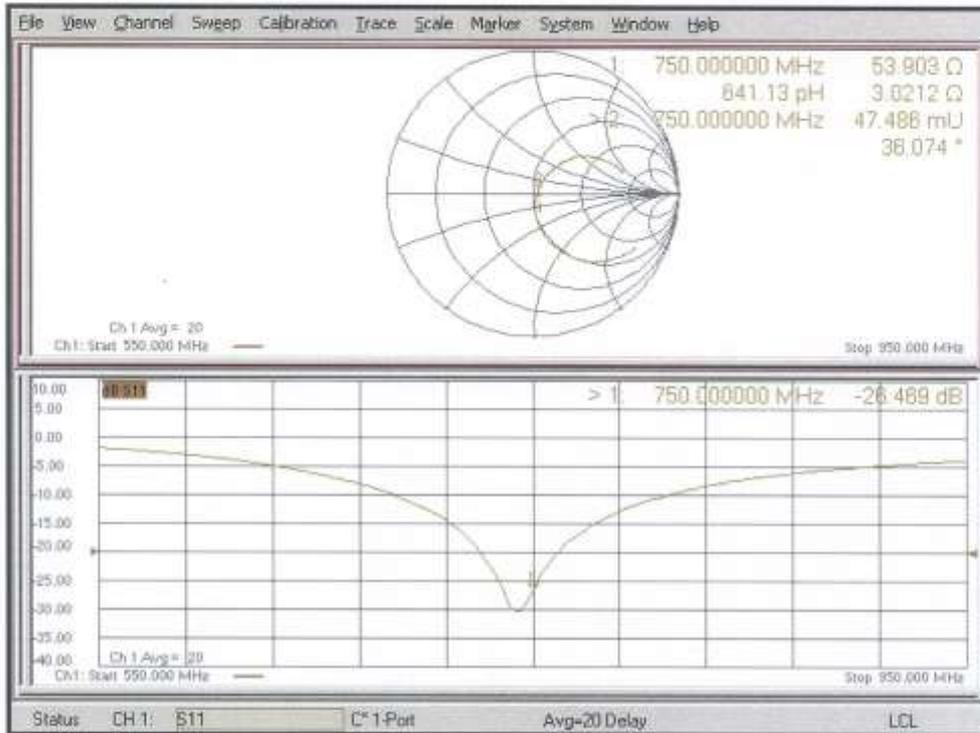 File View Channel Sweep Calibration Trace Scale Marker System Window Help
1 750.000000 MHz 53.903 Ω
641.13 pH 3.0212 Ω
> 2 750.000000 MHz 47.486 mU
36.074 °
Ch 1 Avg = 20
Ch1: Start 550.000 MHz
Stop 950.000 MHz
10.00
dB S11
> 1 750.000000 MHz -26.469 dB
5.00
0.00
-5.00
-10.00
-15.00
-20.00
-25.00
-30.00
-35.00
-40.00
Ch 1 Avg = 20
Ch1: Start 550.000 MHz
Stop 950.000 MHz
Status CH 1: S11 C* 1-Port Avg=20 Delay LCL